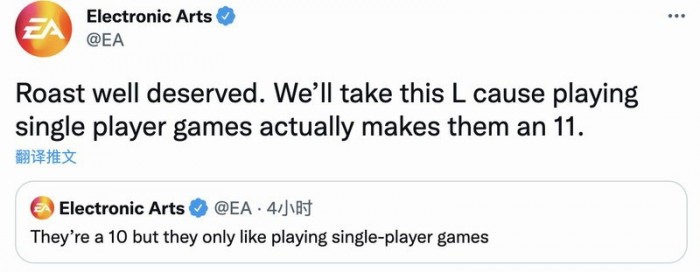 Electronic Arts
@EA
Roast well deserved. We’ll take this L cause playing
single player games actually makes them an 11.
翻译推文
Electronic Arts @EA · 4小时
They’re a 10 but they only like playing single-player games